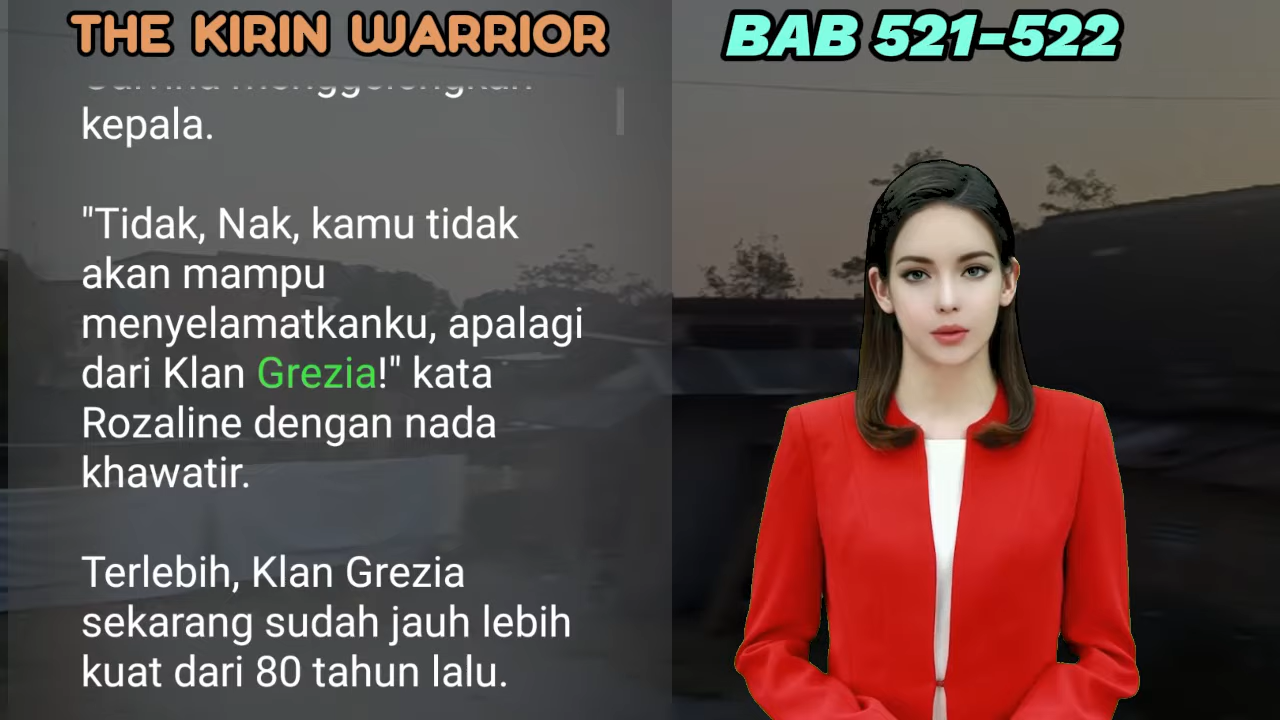 THE KIRIN WARRIOR
BAB 521-522
menggelengkan
kepala.
"Tidak, Nak, kamu tidak
akan mampu
menyelamatkanku, apalagi
dari Klan Grezia!" kata
Rozaline dengan nada
khawatir.
Terlebih, Klan Grezia
sekarang sudah jauh lebih
kuat dari 80 tahun lalu.